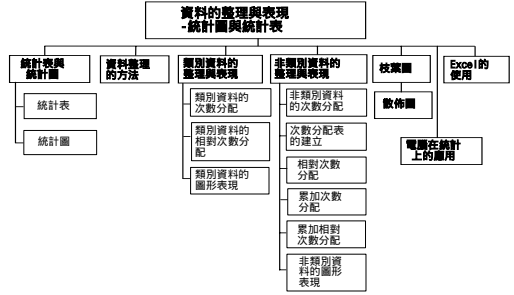 資料的整理與表現
-統計圖與統計表
統計表與
統計圖
統計表
統計圖
資料整理
的方法
類別資料的
整理與表現
類別資料的
次數分配
類別資料的
相對次數分
配
類別資料的
圖形表現
非類別資料的
整理與表現
非類別資料
的次數分配
次數分配表
的建立
相對次數
分配
累加次數
分配
累加相對
次數分配
非類別資
料的圖形
表現
枝葉圖
散佈圖
電腦在統計
上的應用
Excel的
使用